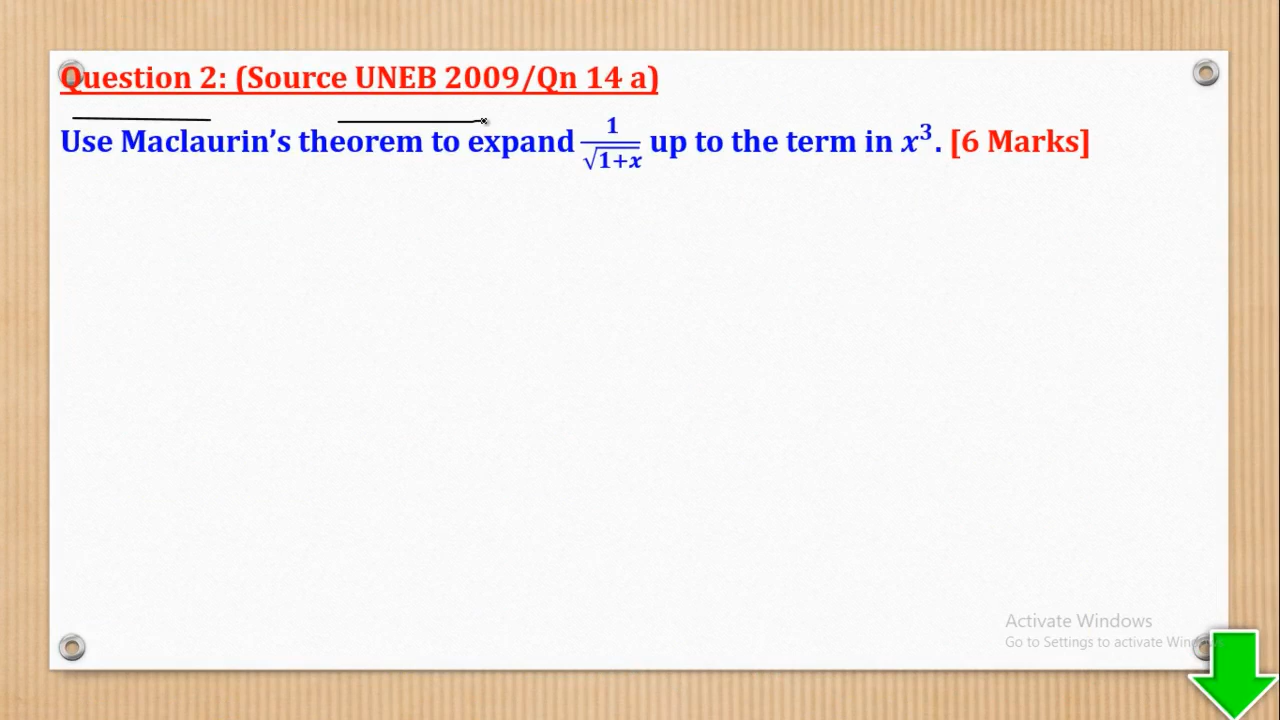 Question 2: (Source UNEB 2009/Qn 14 a)
Use Maclaurin's theorem to expand 1/√1+x up to the term in x³. [6 Marks]
Activate Windows
Go to Settings to activate Windows